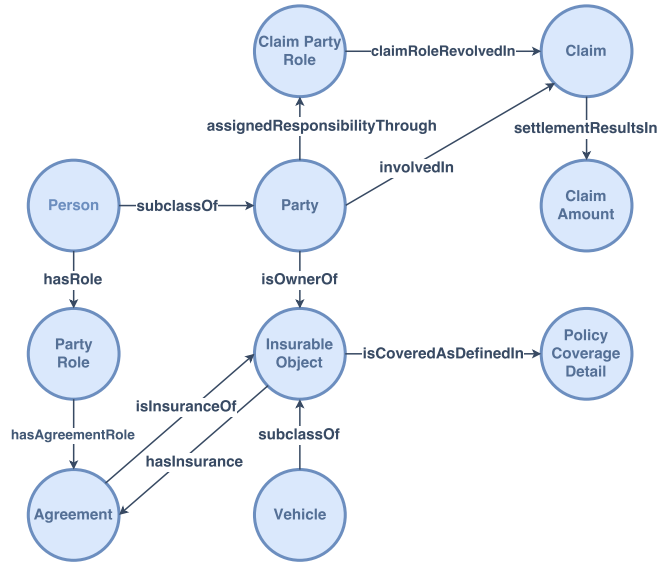 Claim Party
Role
claimRoleRevolvedIn
Claim
assignedResponsibilityThrough
settlementResultsIn
involvedIn
Person
subclassOf
Party
Claim
Amount
hasRole
isOwnerOf
Party
Role
Insurable
Object
isCoveredAsDefinedIn
Policy
Coverage
Detail
isInsuranceOf
hasAgreementRole
subclassOf
hasInsurance
Agreement
Vehicle